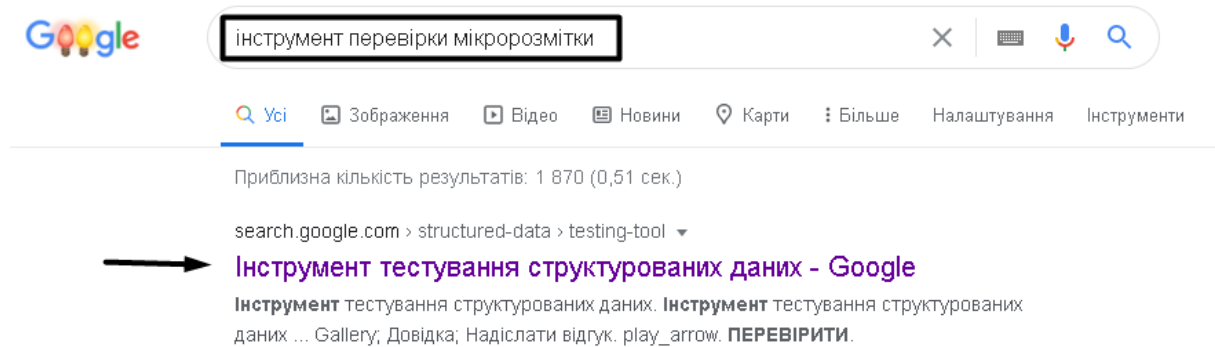 Google
інструмент перевірки мікророзмітки
Усі Зображення Відео Новини Карти Більше Налаштування Інструменти
Приблизна кількість результатів: 1 870 (0,51 сек.)
search.google.com › structured-data › testing-tool
Інструмент тестування структурованих даних - Google
Інструмент тестування структурованих даних. Інструмент тестування структурованих
даних ... Gallery; Довідка; Надіслати відгук. play_arrow. ПЕРЕВІРИТИ.